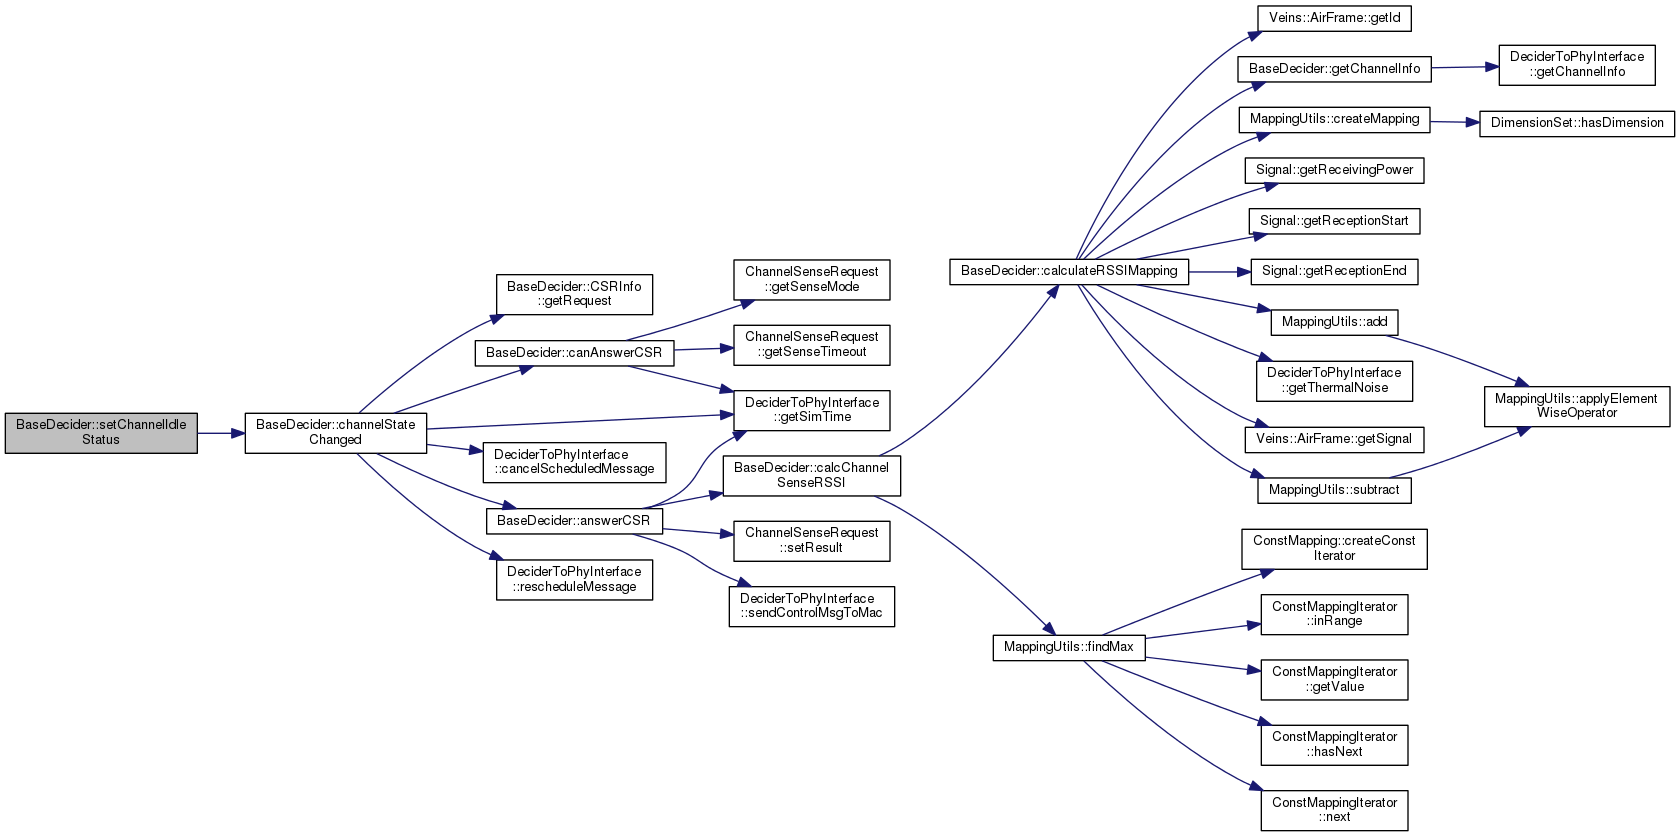 BaseDecider::setChannelIdle
Status
BaseDecider::channelState
Changed
BaseDecider::CSRInfo
::getRequest
BaseDecider::canAnswerCSR
DeciderToPhyInterface
::cancelScheduledMessage
BaseDecider::answerCSR
DeciderToPhyInterface
::rescheduleMessage
ChannelSenseRequest
::getSenseMode
ChannelSenseRequest
::getSenseTimeout
DeciderToPhyInterface
::getSimTime
BaseDecider::calcChannel
SenseRSSI
ChannelSenseRequest
::setResult
DeciderToPhyInterface
::sendControlMsgToMac
BaseDecider::calculateRSSIMapping
MappingUtils::findMax
Veins::AirFrame::getId
BaseDecider::getChannelInfo
MappingUtils::createMapping
Signal::getReceivingPower
Signal::getReceptionStart
Signal::getReceptionEnd
MappingUtils::add
DeciderToPhyInterface
::getThermalNoise
Veins::AirFrame::getSignal
MappingUtils::subtract
ConstMapping::createConst
Iterator
ConstMappingIterator
::inRange
ConstMappingIterator
::getValue
ConstMappingIterator
::hasNext
ConstMappingIterator
::next
DeciderToPhyInterface
::getChannelInfo
DimensionSet::hasDimension
MappingUtils::applyElement
WiseOperator